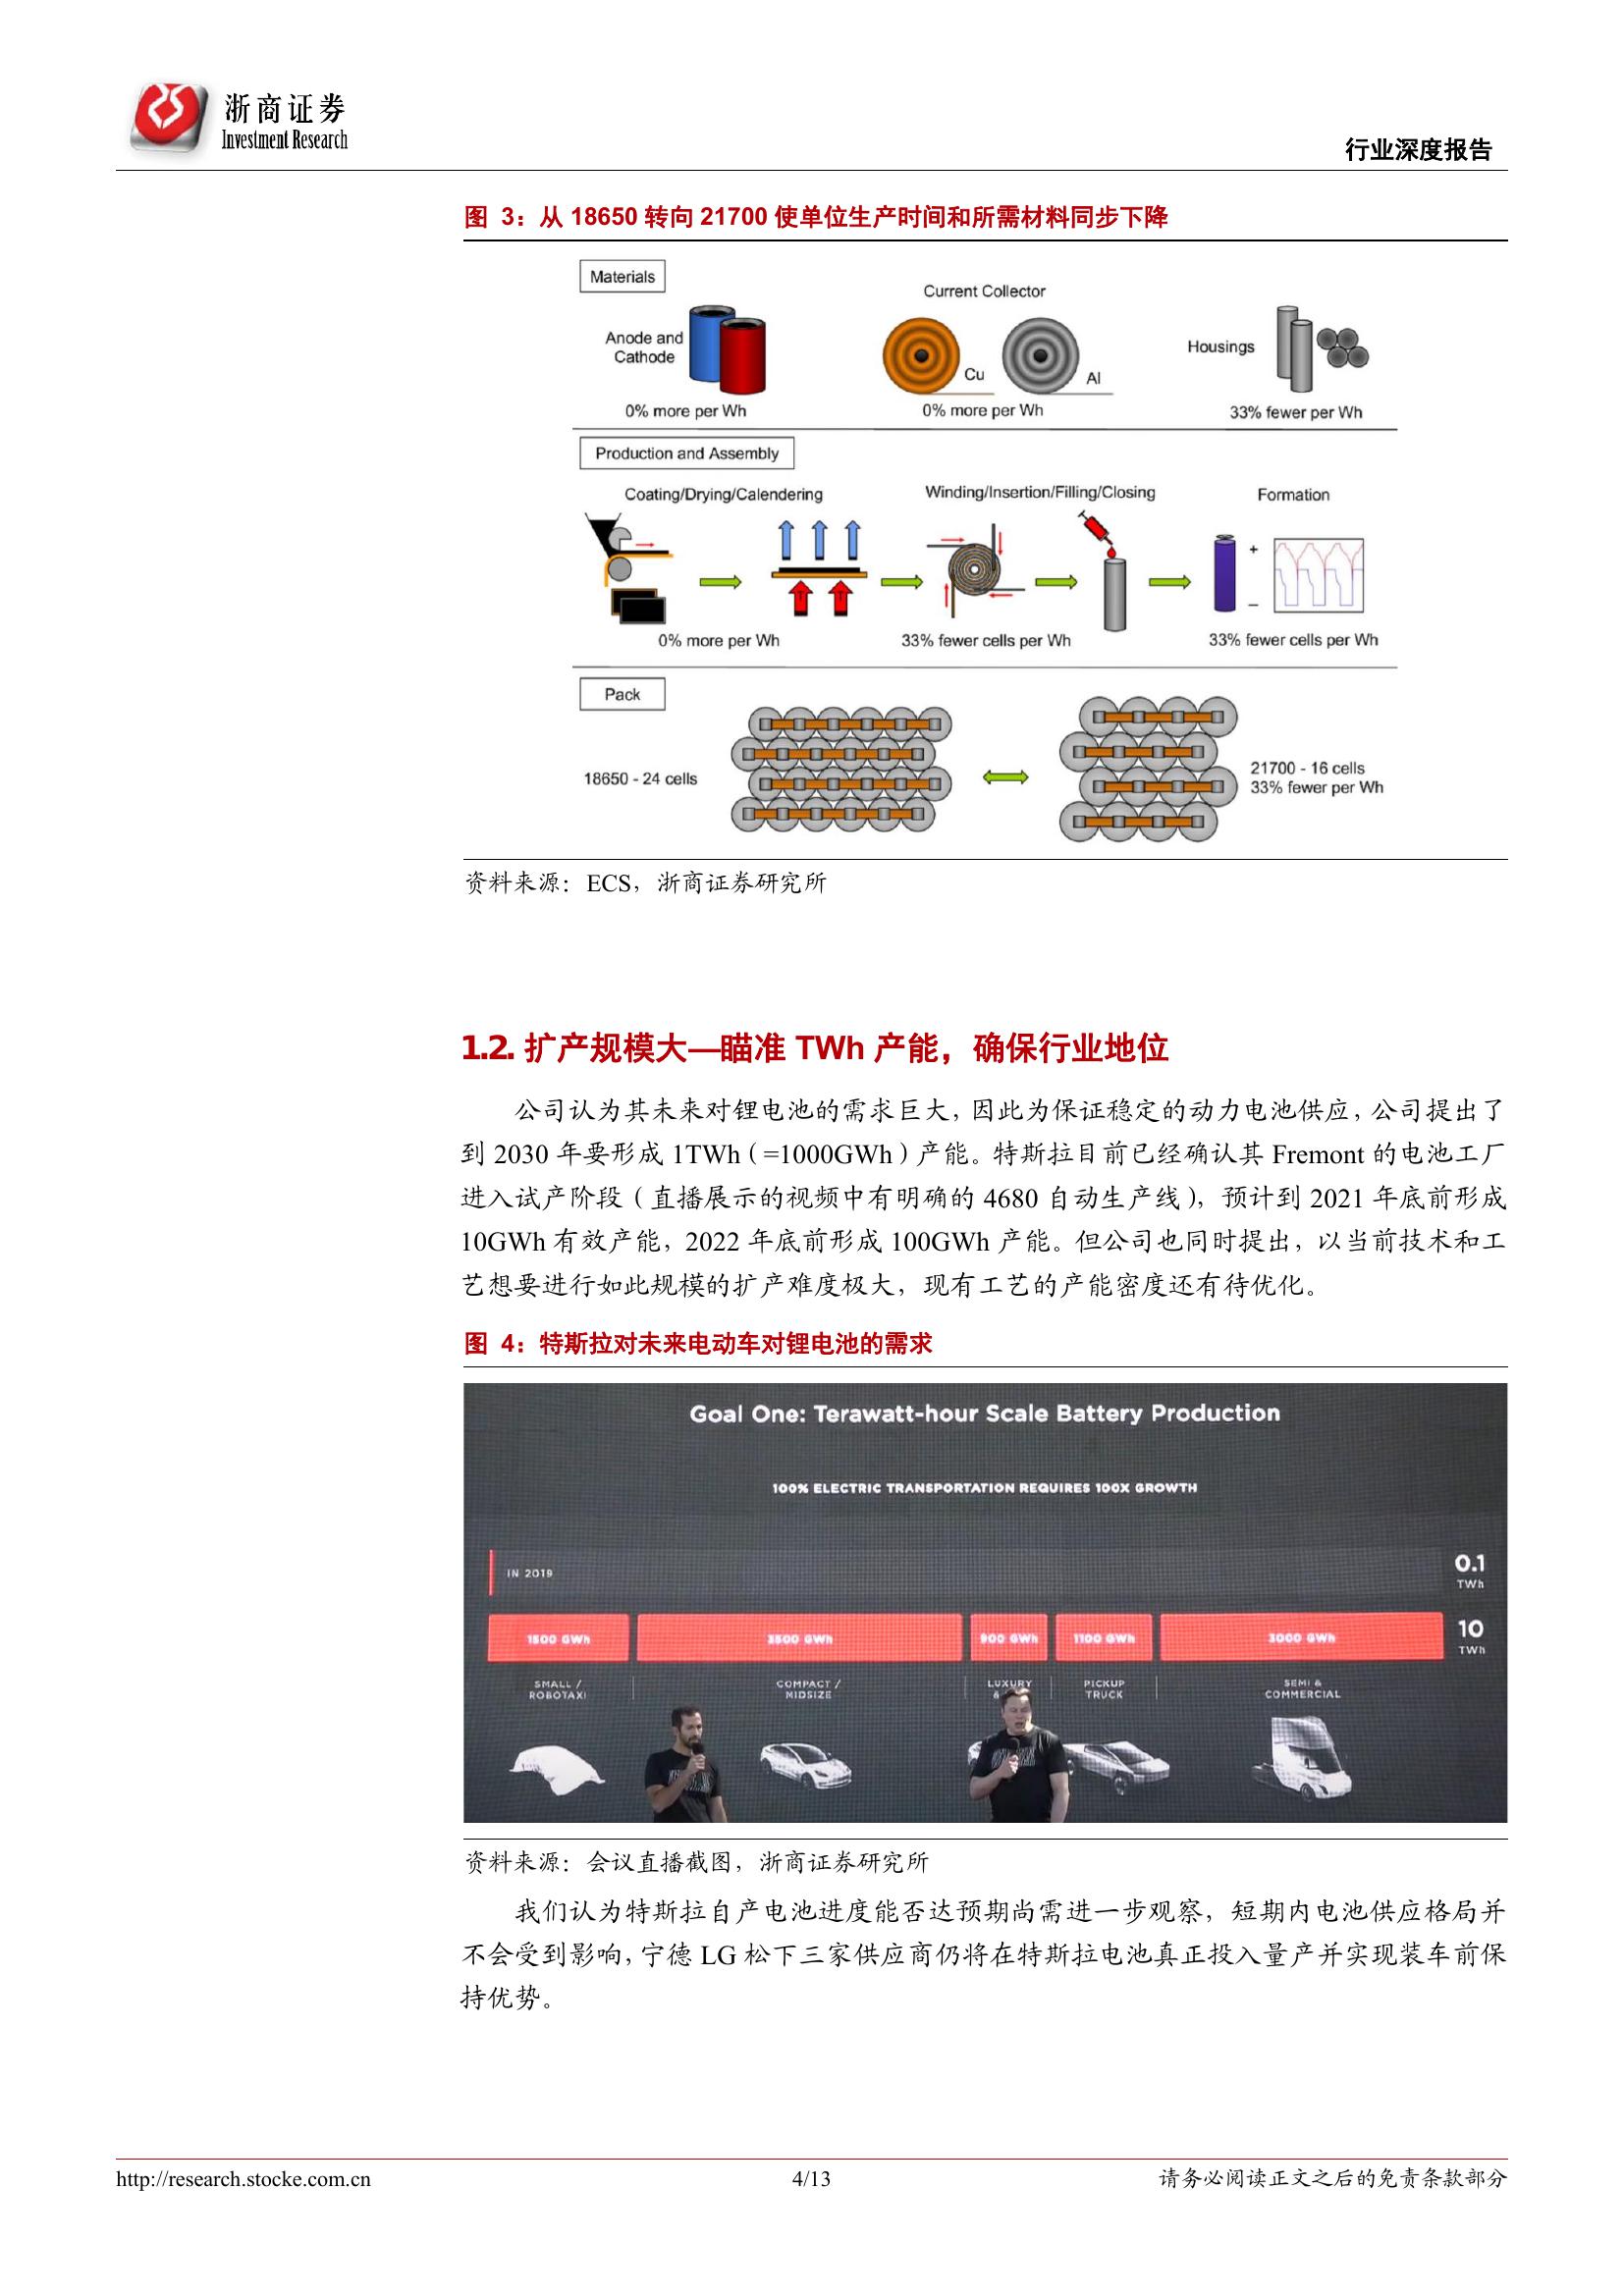 浙商证券
Investment Research
行业深度报告
图 3：从 18650 转向 21700 使单位生产时间和所需材料同步下降
Materials
Anode and
Cathode
0% more per Wh
Current Collector
Cu
Al
0% more per Wh
Housings
33% fewer per Wh
Production and Assembly
Coating/Drying/Calendering
Winding/Insertion/Filling/Closing
Formation
+
–
0% more per Wh
33% fewer cells per Wh
33% fewer cells per Wh
Pack
18650 - 24 cells
21700 - 16 cells
33% fewer per Wh
资料来源：ECS，浙商证券研究所
1.2. 扩产规模大—瞄准 TWh 产能，确保行业地位
公司认为其未来对锂电池的需求巨大，因此为保证稳定的动力电池供应，公司提出了
到 2030 年要形成 1TWh（=1000GWh）产能。特斯拉目前已经确认其 Fremont 的电池工厂
进入试产阶段（直播展示的视频中有明确的 4680 自动生产线），预计到 2021 年底前形成
10GWh 有效产能，2022 年底前形成 100GWh 产能。但公司也同时提出，以当前技术和工
艺想要进行如此规模的扩产难度极大，现有工艺的产能密度还有待优化。
图 4：特斯拉对未来电动车对锂电池的需求
Goal One: Terawatt-hour Scale Battery Production
100% ELECTRIC TRANSPORTATION REQUIRES 100X GROWTH
IN 2019
0.1
TWh
1500 GWh
3500 GWh
900 GWh
1100 GWh
3000 GWh
10
TWh
SMALL /
ROBOTAXI
COMPACT /
MIDSIZE
LUXURY
&
PICKUP
TRUCK
SEMI &
COMMERCIAL
资料来源：会议直播截图，浙商证券研究所
我们认为特斯拉自产电池进度能否达预期尚需进一步观察，短期内电池供应格局并
不会受到影响，宁德 LG 松下三家供应商仍将在特斯拉电池真正投入量产并实现装车前保
持优势。
http://research.stocke.com.cn
4/13
请务必阅读正文之后的免责条款部分